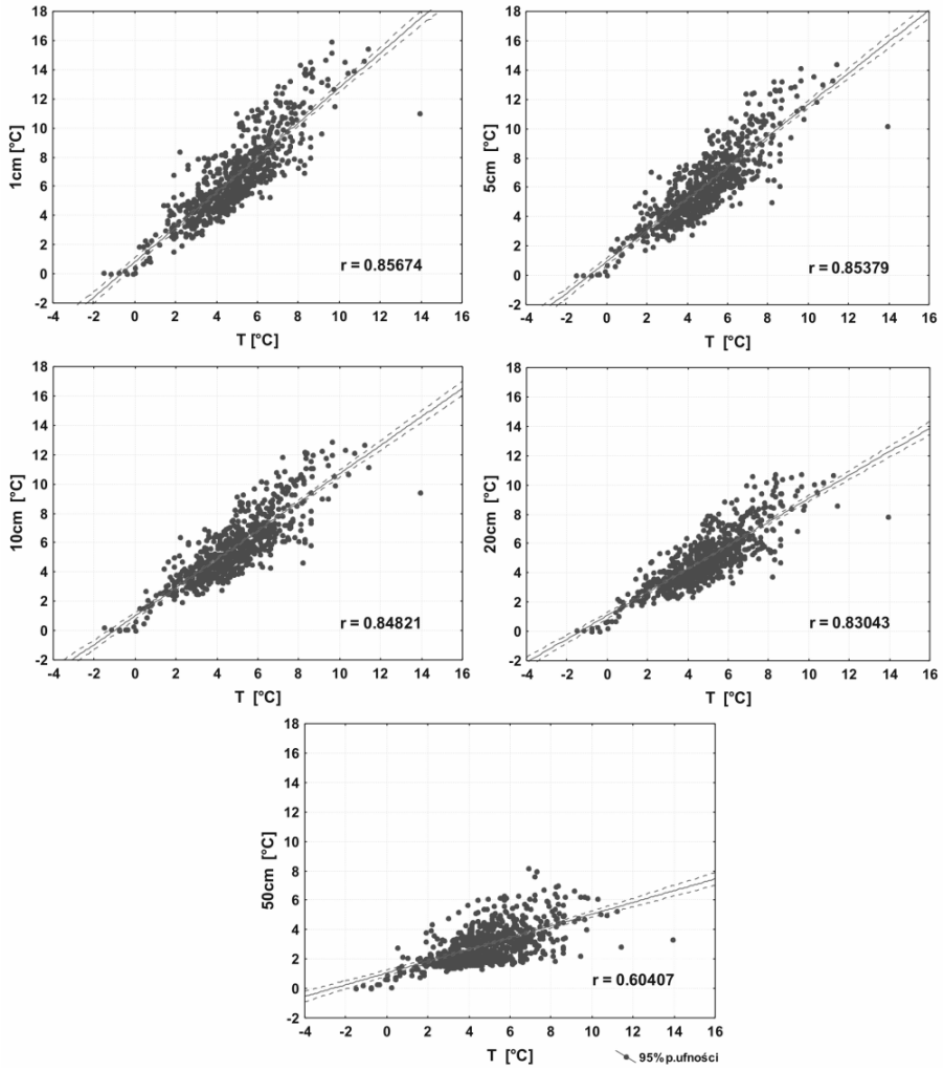 18
16
14
12
10
8
6
4
2
0
-2
1cm [°C]
r = 0.85674
-4 -2 0 2 4 6 8 10 12 14 16
T [°C]
18
16
14
12
10
8
6
4
2
0
-2
5cm [°C]
r = 0.85379
-4 -2 0 2 4 6 8 10 12 14 16
T [°C]
18
16
14
12
10
8
6
4
2
0
-2
10cm [°C]
r = 0.84821
-4 -2 0 2 4 6 8 10 12 14 16
T [°C]
18
16
14
12
10
8
6
4
2
0
-2
20cm [°C]
r = 0.83043
-4 -2 0 2 4 6 8 10 12 14 16
T [°C]
18
16
14
12
10
8
6
4
2
0
-2
50cm [°C]
r = 0.60407
-4 -2 0 2 4 6 8 10 12 14 16
T [°C]
95% p.ufności